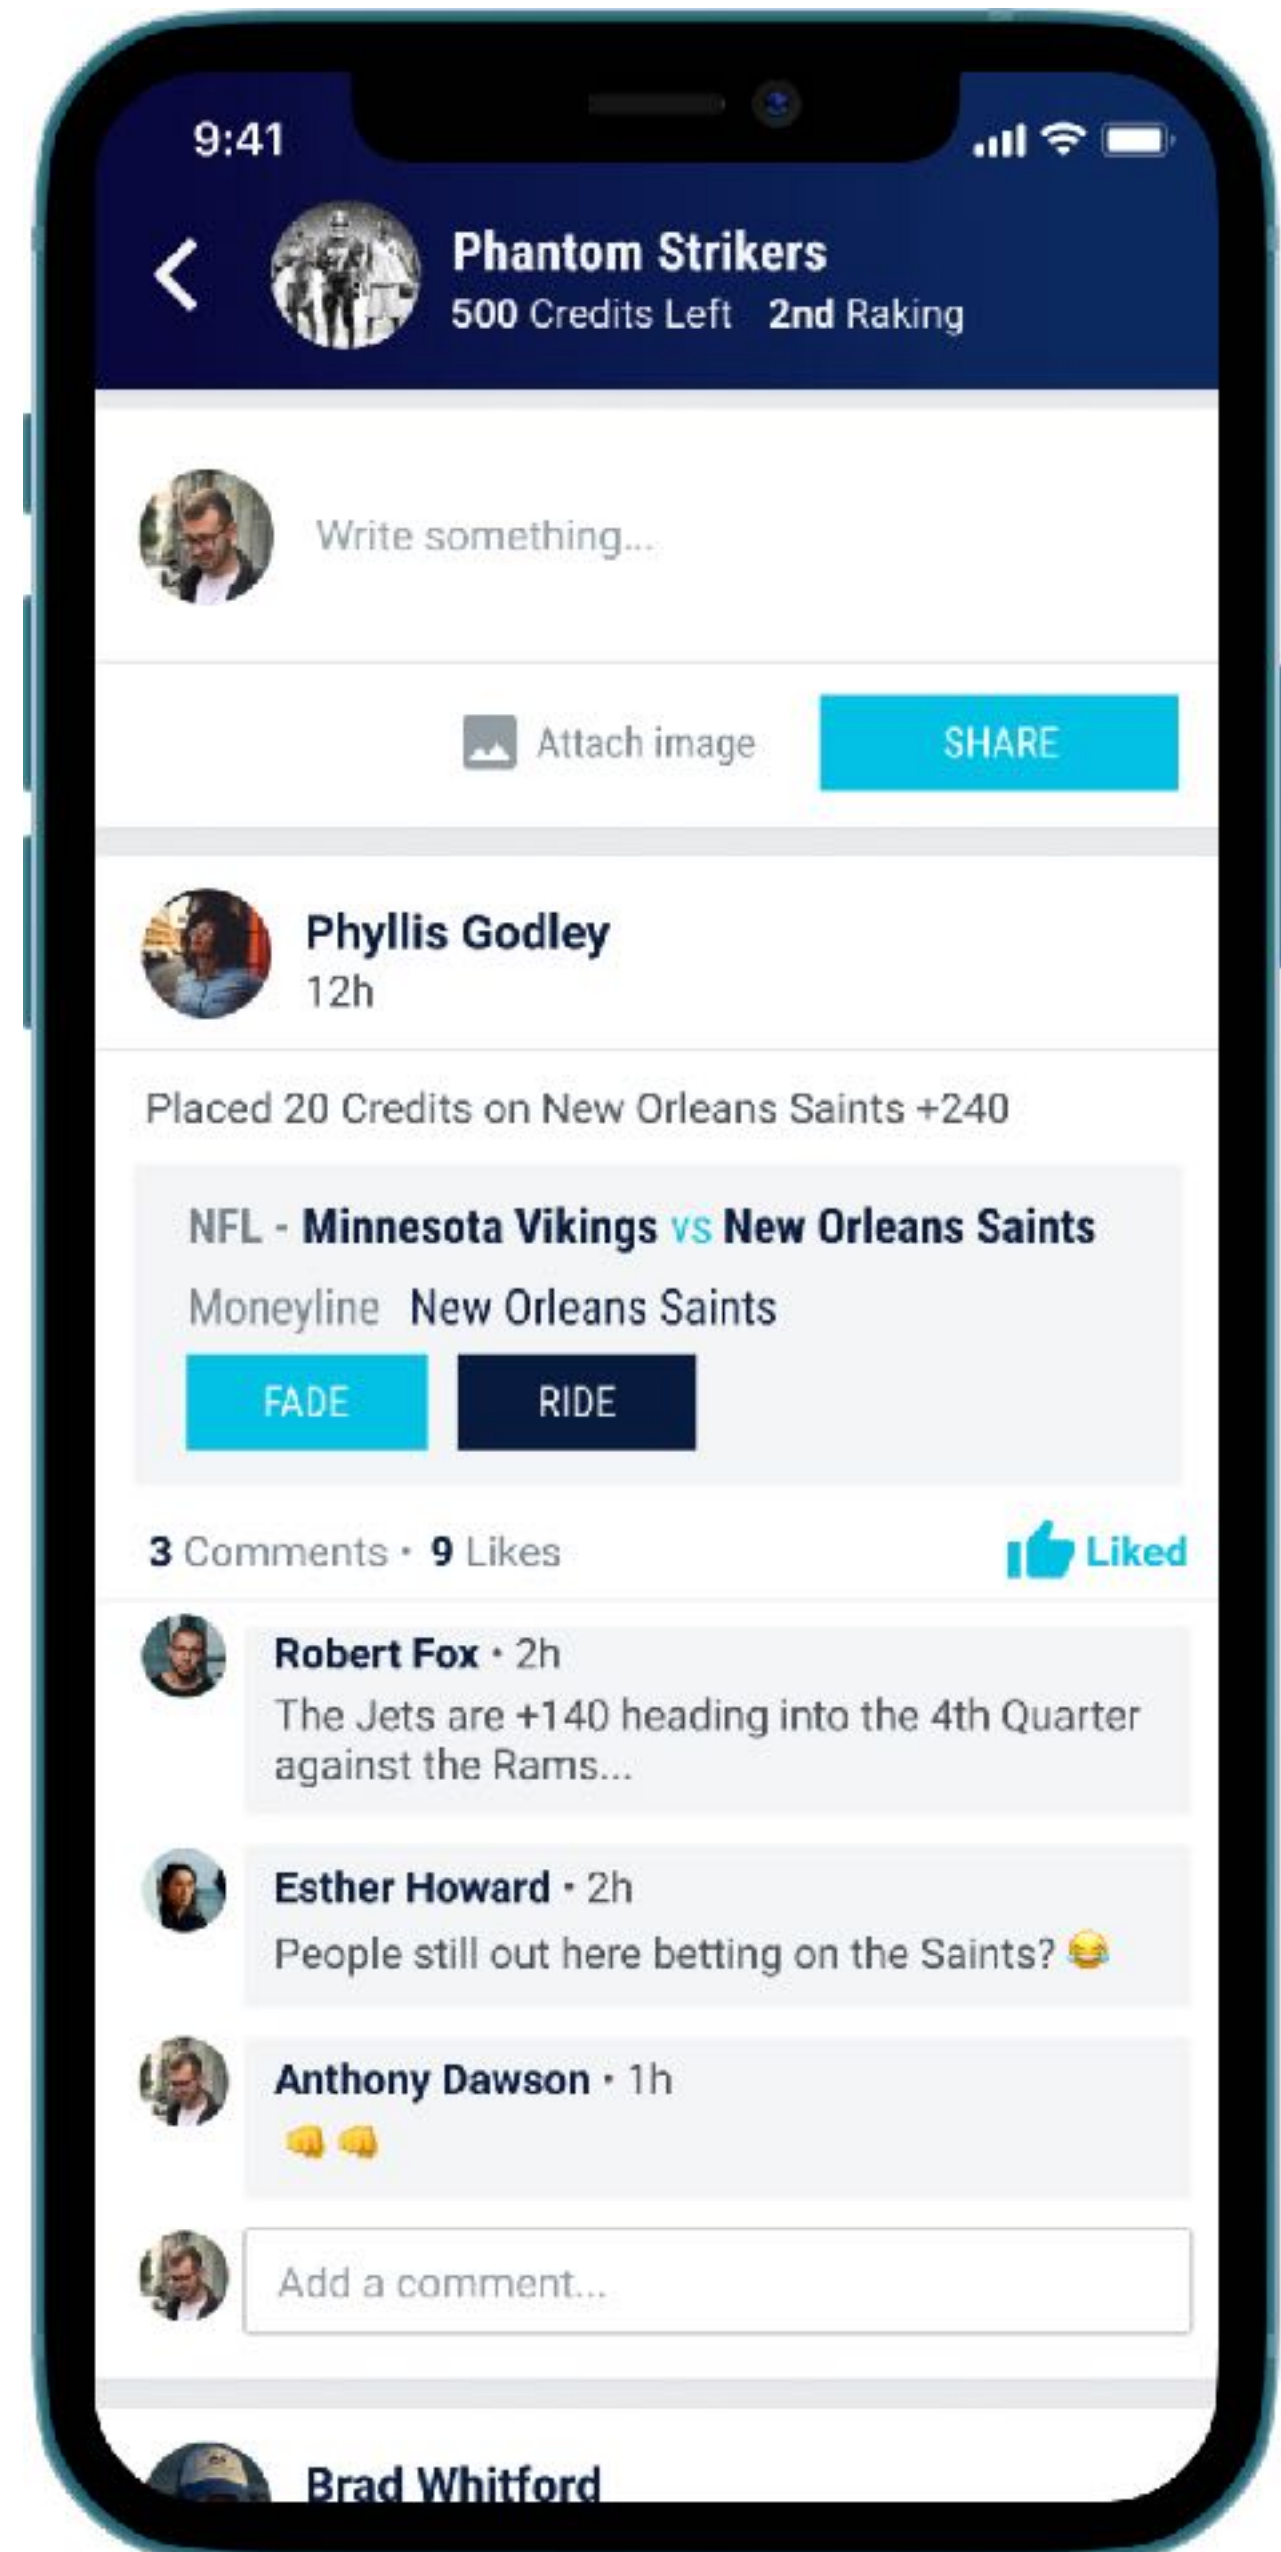 9:41
Phantom Strikers
500 Credits Left 2nd Raking
Write something...
Attach image
SHARE
Phyllis Godley
12h
Placed 20 Credits on New Orleans Saints +240
NFL - Minnesota Vikings vs New Orleans Saints
Moneyline New Orleans Saints
FADE RIDE
3 Comments • 9 Likes Liked
Robert Fox • 2h
The Jets are +140 heading into the 4th Quarter
against the Rams...
Esther Howard • 2h
People still out here betting on the Saints? 😂
Anthony Dawson • 1h
👊 👊
Add a comment...
Brad Whitford